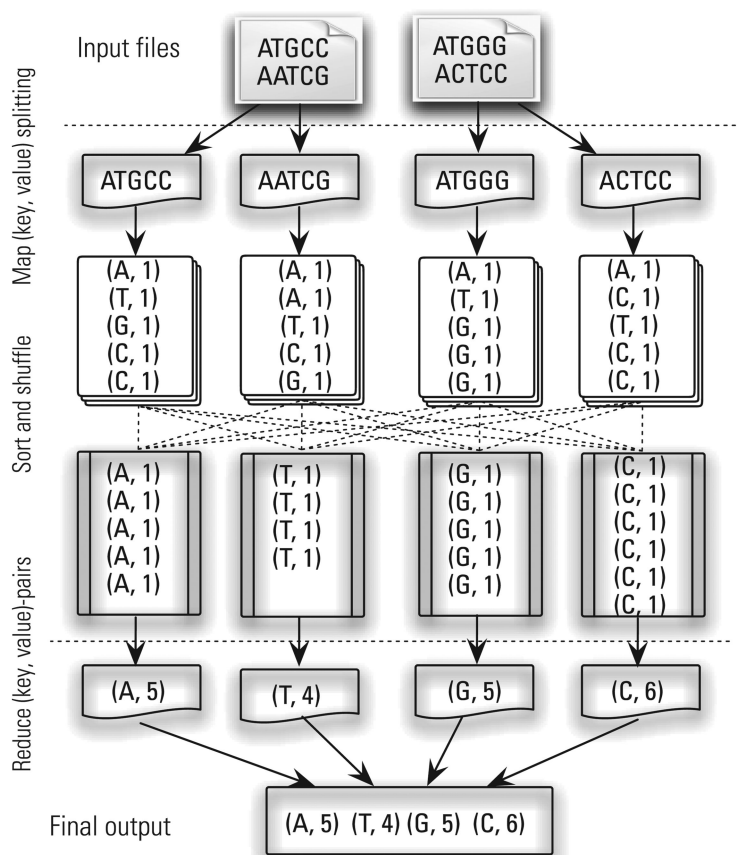 Input files
ATGCC
AATCG
ATGGG
ACTCC
Map (key, value) splitting
ATGCC
AATCG
ATGGG
ACTCC
(A, 1)
(T, 1)
(G, 1)
(C, 1)
(C, 1)
(A, 1)
(A, 1)
(T, 1)
(C, 1)
(G, 1)
(A, 1)
(T, 1)
(G, 1)
(G, 1)
(G, 1)
(A, 1)
(C, 1)
(T, 1)
(C, 1)
(C, 1)
Sort and shuffle
(A, 1)
(A, 1)
(A, 1)
(A, 1)
(A, 1)
(T, 1)
(T, 1)
(T, 1)
(T, 1)
(G, 1)
(G, 1)
(G, 1)
(G, 1)
(G, 1)
(C, 1)
(C, 1)
(C, 1)
(C, 1)
(C, 1)
(C, 1)
Reduce (key, value)-pairs
(A, 5)
(T, 4)
(G, 5)
(C, 6)
Final output
(A, 5) (T, 4) (G, 5) (C, 6)